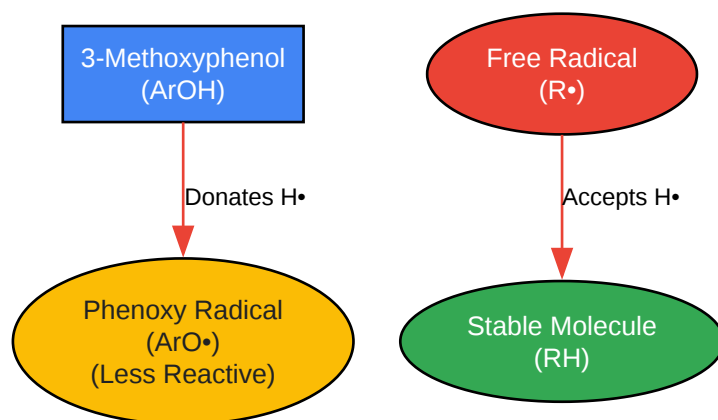 3-Methoxyphenol
(ArOH)
Free Radical
(R•)
Donates H•
Accepts H•
Phenoxy Radical
(ArO•)
(Less Reactive)
Stable Molecule
(RH)